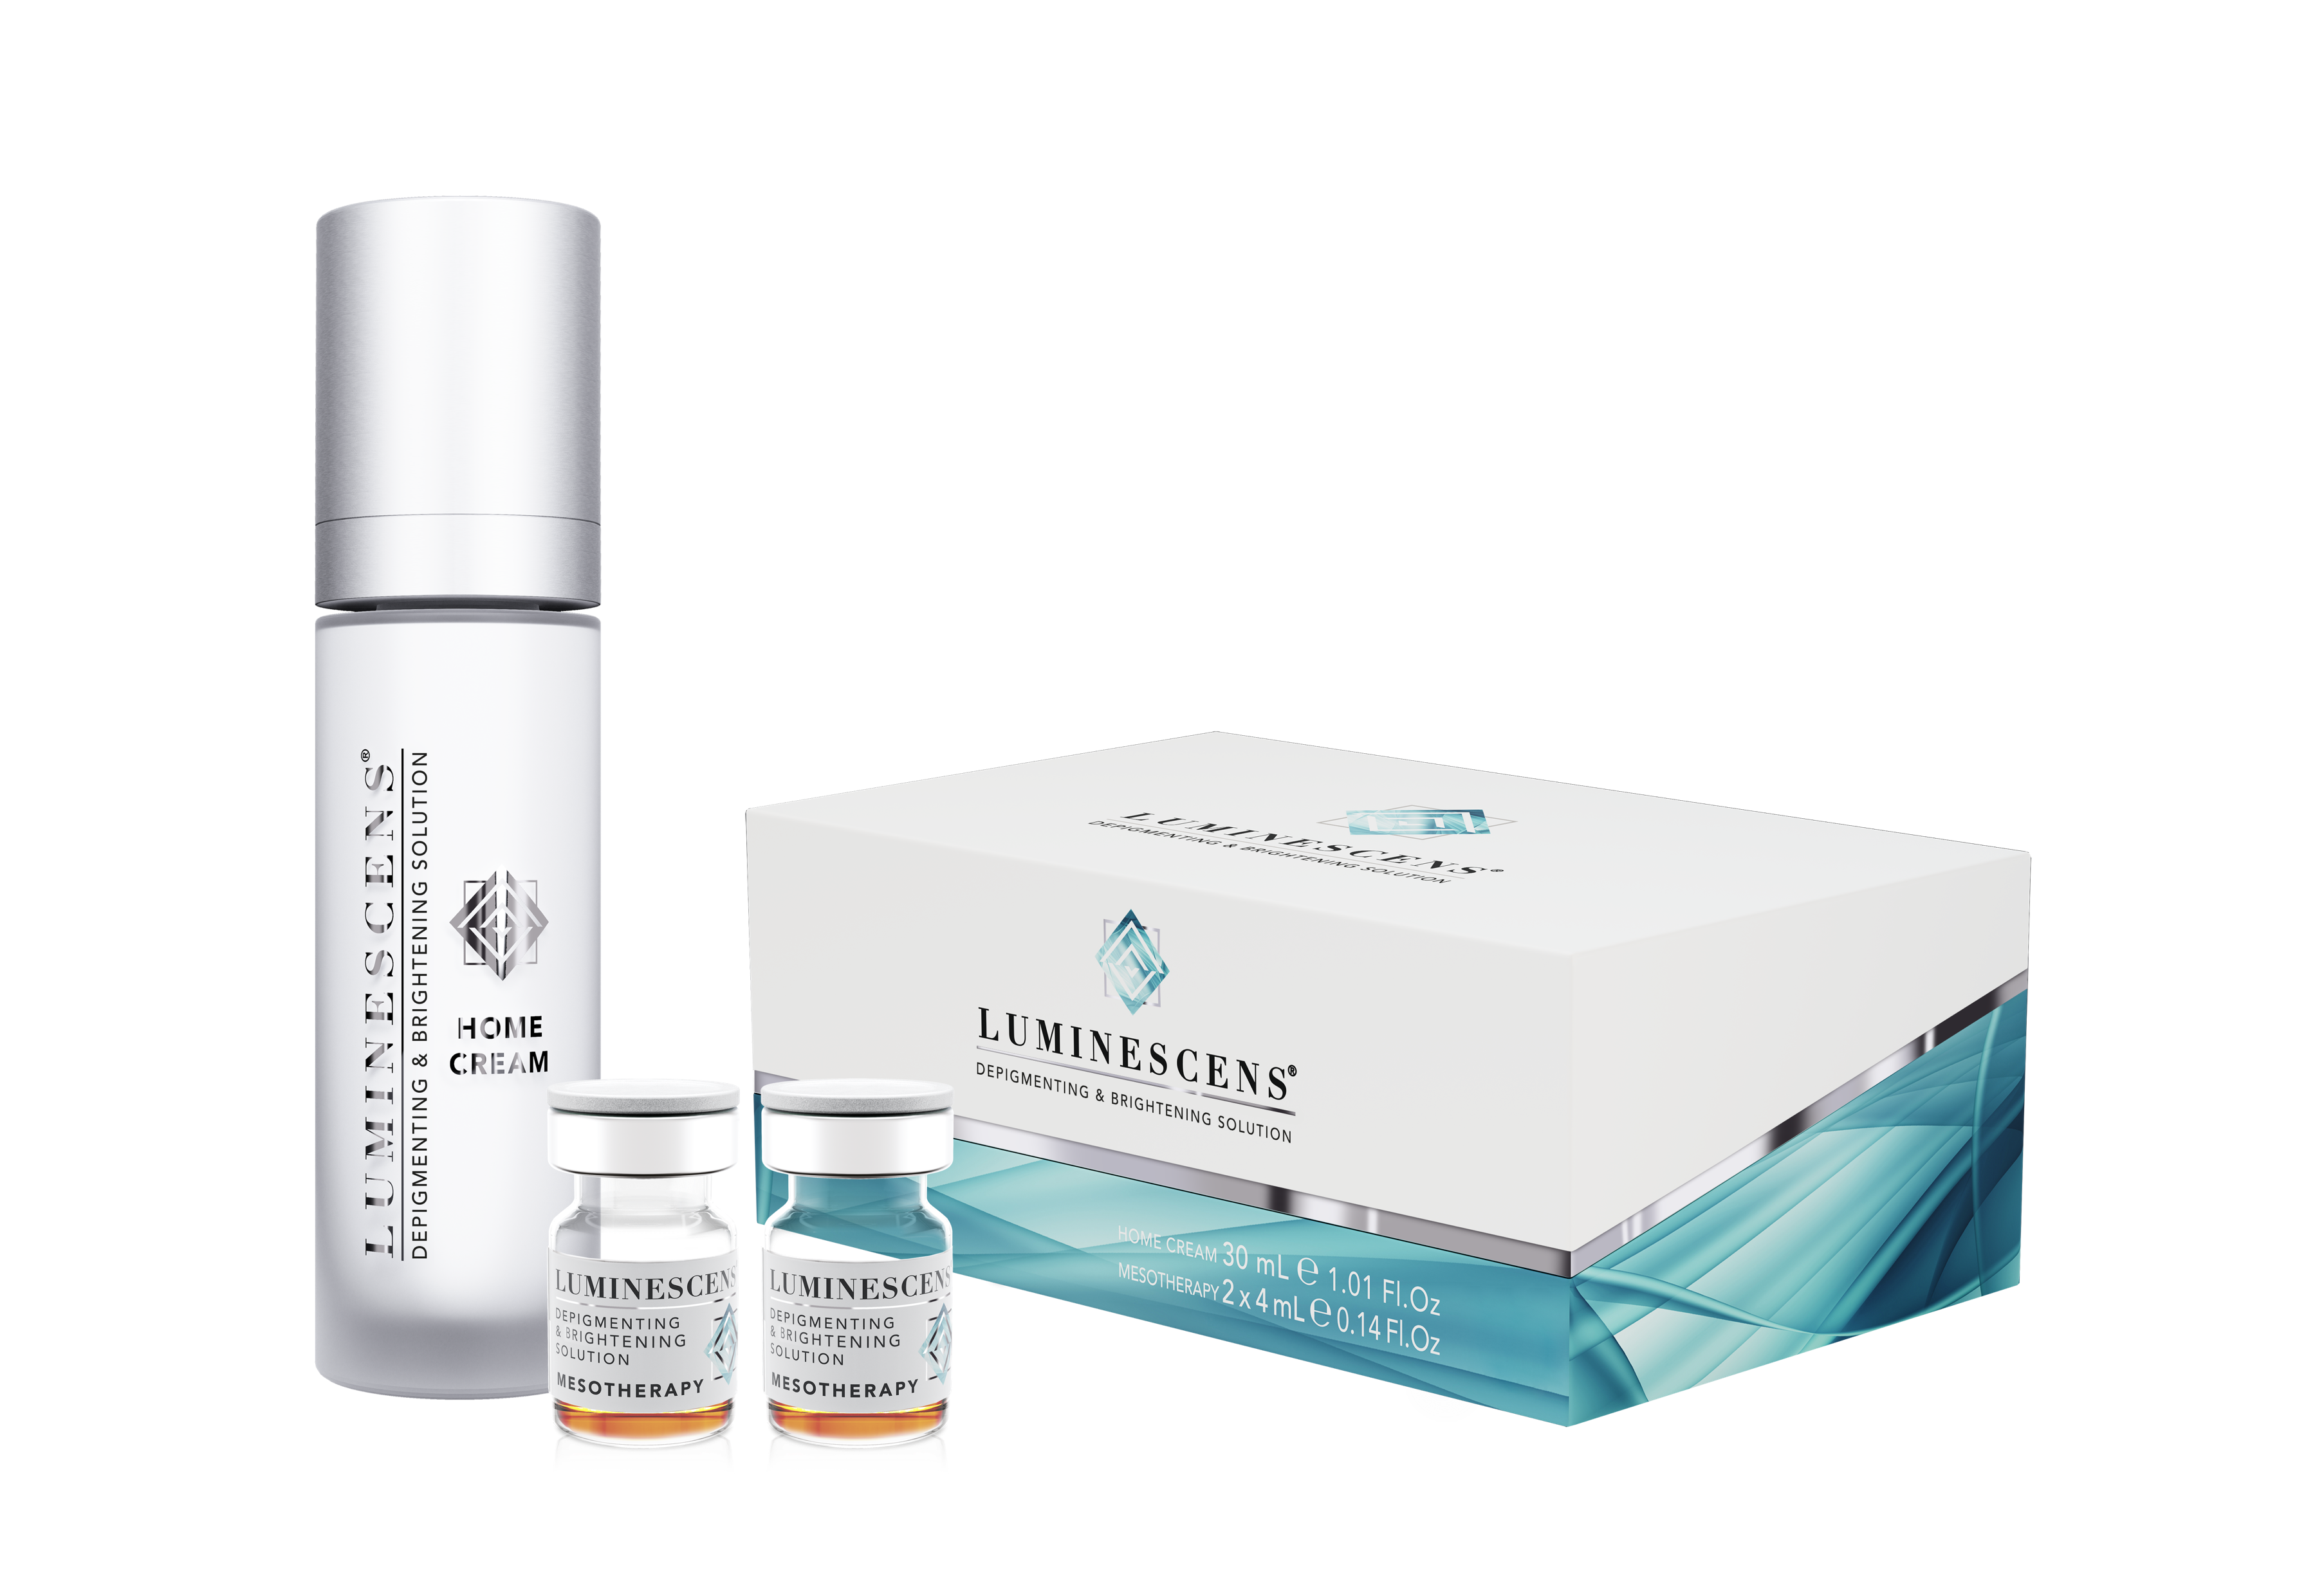 LUMINESCENS®
DEPIGMENTING & BRIGHTENING SOLUTION
HOME
CREAM
LUMINESCENS
DEPIGMENTING
& BRIGHTENING
SOLUTION
MESOTHERAPY
LUMINESCENS
DEPIGMENTING
& BRIGHTENING
SOLUTION
MESOTHERAPY
LUMINESCENS®
DEPIGMENTING & BRIGHTENING SOLUTION
LUMINESCENS®
DEPIGMENTING & BRIGHTENING SOLUTION
HOME CREAM 30 mL ℮ 1.01 Fl.Oz
MESOTHERAPY 2 x 4 mL ℮ 0.14 Fl.Oz